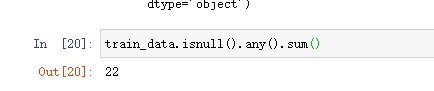 dtype='object')
In [20]: train_data.isnull().any().sum()
Out[20]: 22